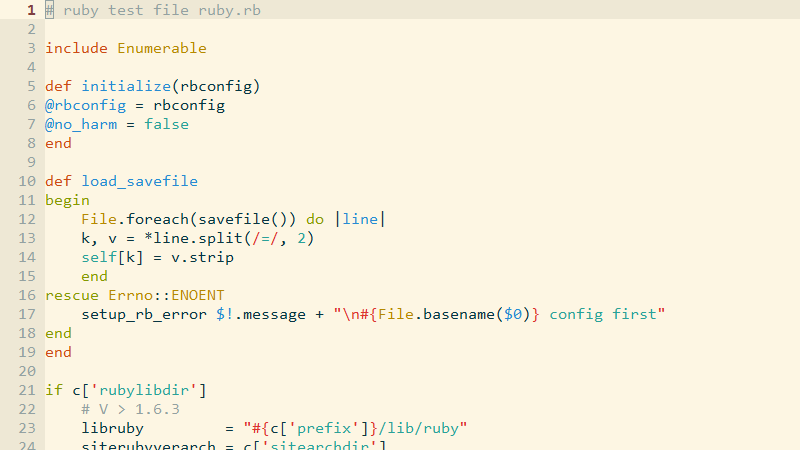 1 # ruby test file ruby.rb
2
3 include Enumerable
4
5 def initialize(rbconfig)
6 @rbconfig = rbconfig
7 @no_harm = false
8 end
9
10 def load_savefile
11 begin
12     File.foreach(savefile()) do |line|
13     k, v = *line.split(/=/, 2)
14     self[k] = v.strip
15     end
16 rescue Errno::ENOENT
17     setup_rb_error $!.message + "\n#{File.basename($0)} config first"
18 end
19 end
20
21 if c['rubylibdir']
22     # V > 1.6.3
23     libruby         = "#{c['prefix']}/lib/ruby"
24     siterubyverarch = c['sitearchdir']